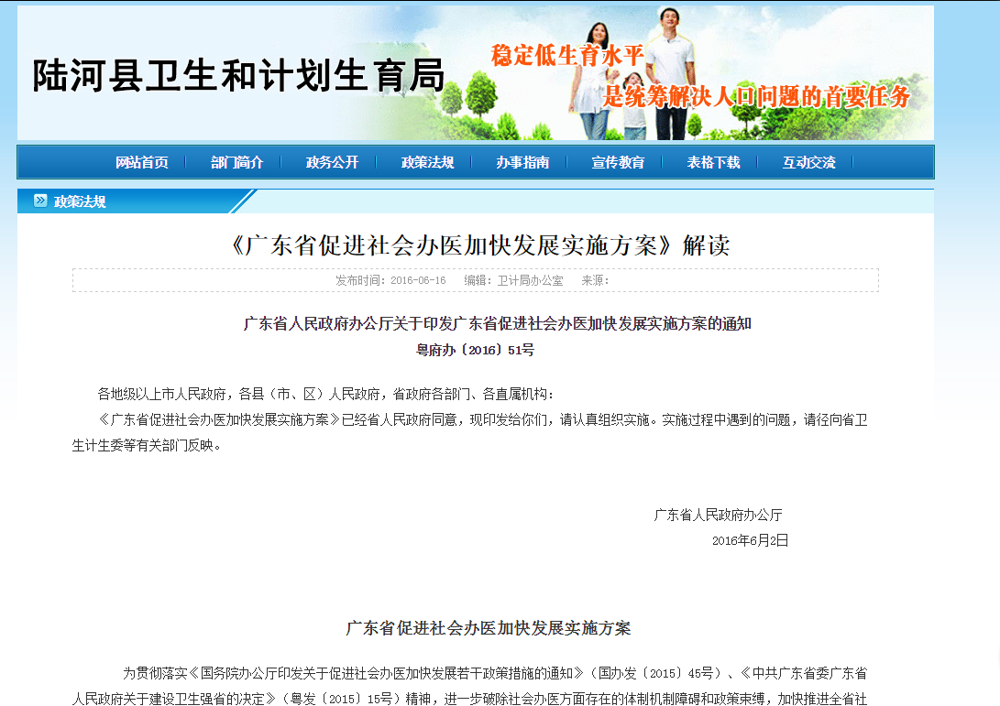 陆河县卫生和计划生育局
稳定低生育水平
是统筹解决人口问题的首要任务
网站首页 部门简介 政务公开 政策法规 办事指南 宣传教育 表格下载 互动交流
政策法规
《广东省促进社会办医加快发展实施方案》解读
发布时间：2016-06-16 编辑：卫计局办公室 来源：
广东省人民政府办公厅关于印发广东省促进社会办医加快发展实施方案的通知
粤府办〔2016〕51号
各地级以上市人民政府，各县（市、区）人民政府，省政府各部门、各直属机构：
《广东省促进社会办医加快发展实施方案》已经省人民政府同意，现印发给你们，请认真组织实施。实施过程中遇到的问题，请径向省卫
生计生委等有关部门反映。
广东省人民政府办公厅
2016年6月2日
广东省促进社会办医加快发展实施方案
为贯彻落实《国务院办公厅印发关于促进社会办医加快发展若干政策措施的通知》（国办发〔2015〕45号）、《中共广东省委广东省
人民政府关于建设卫生强省的决定》（粤发〔2015〕15号）精神，进一步破除社会办医方面存在的体制机制障碍和政策束缚，加快推进全省社